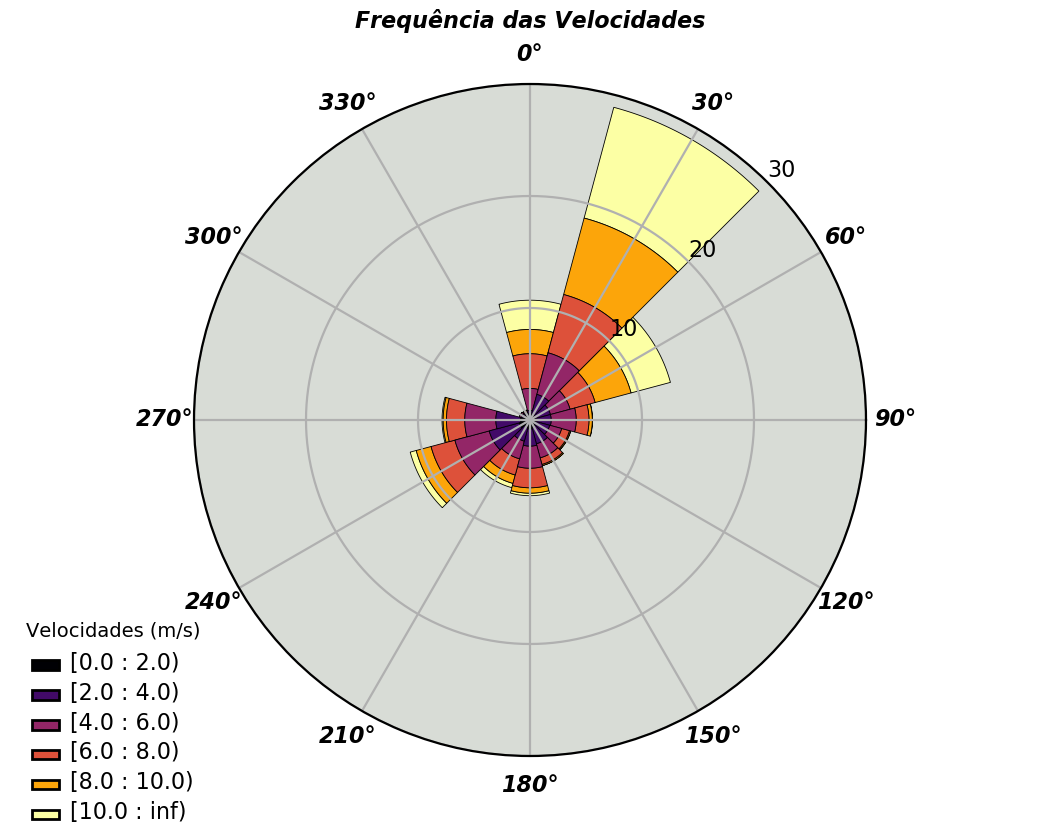 Frequência das Velocidades
0°
330°
30°
30
300°
60°
20
10
270°
90°
240°
120°
Velocidades (m/s)
[0.0 : 2.0)
[2.0 : 4.0)
[4.0 : 6.0)
210°
150°
[6.0 : 8.0)
180°
[8.0 : 10.0)
[10.0 : inf)